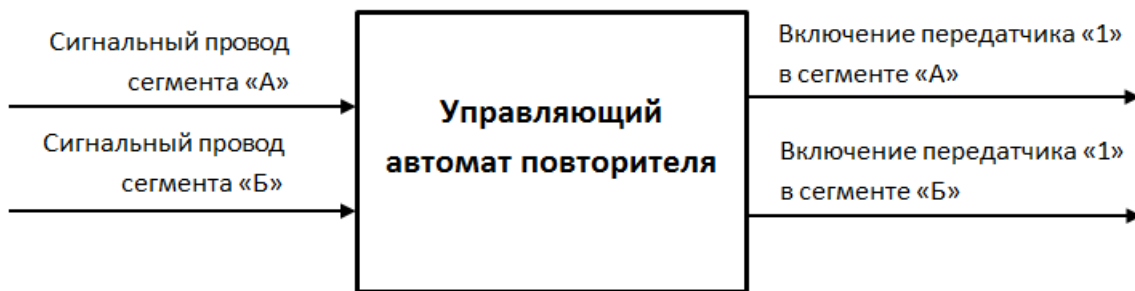 Сигнальный провод
сегмента «А»
Сигнальный провод
сегмента «Б»
Управляющий
автомат повторителя
Включение передатчика «1»
в сегменте «А»
Включение передатчика «1»
в сегменте «Б»